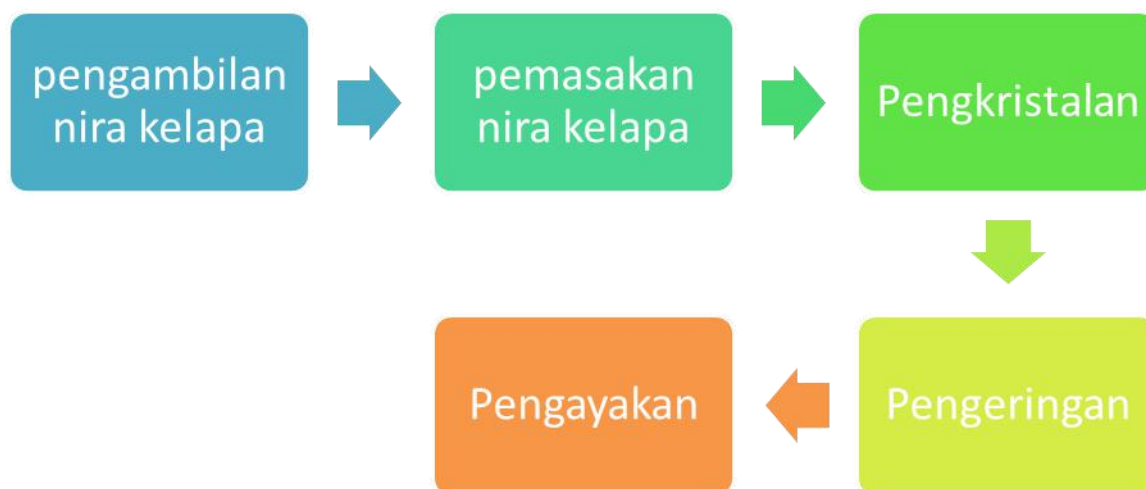 pengambilan
nira kelapa
pemasakan
nira kelapa
Pengkristalan
Pengeringan
Pengayakan